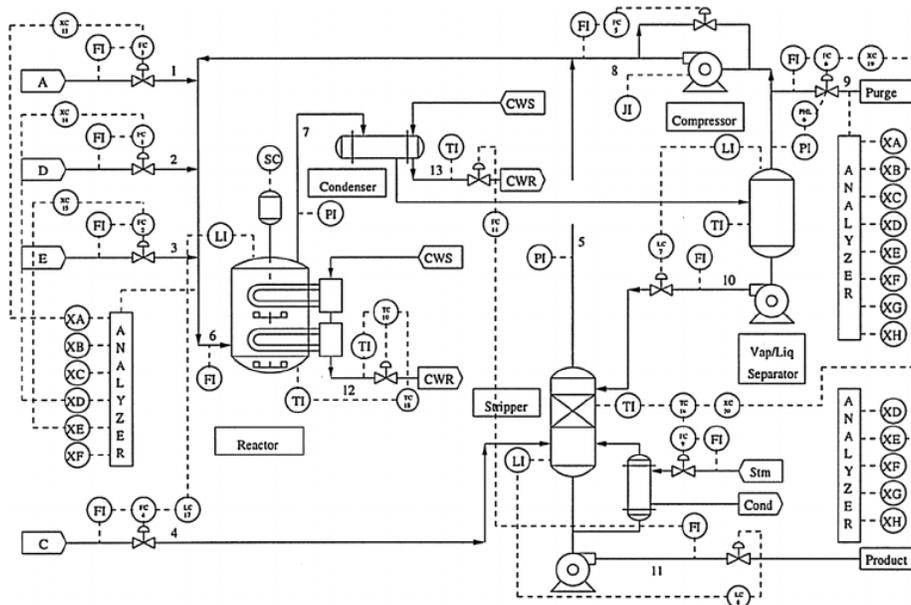 XC
13
FI
FC
3
A
1
XC
14
FI
D
2
XC
15
FI
FC
2
E
3
LI
SC
7
PI
CWS
Condenser
TI
13
CWR
FC
11
CWS
TC
10
TI
12
CWR
TI
TC
18
6
FI
Reactor
XA
XB
XC
XD
XE
XF
ANALYZER
FI
FC
4
LC
17
C
4
FI
FC
5
8
JI
Compressor
LI
PI
TI
LC
7
FI
10
Vap/Liq
Separator
FI
XC
19
9
Purge
ANALYZER
XA
XB
XC
XD
XE
XF
XG
XH
5
PI
Stripper
TI
TC
16
XC
20
FC
9
FI
Stm
Cond
LI
FI
11
LC
8
Product
ANALYZER
XD
XE
XF
XG
XH